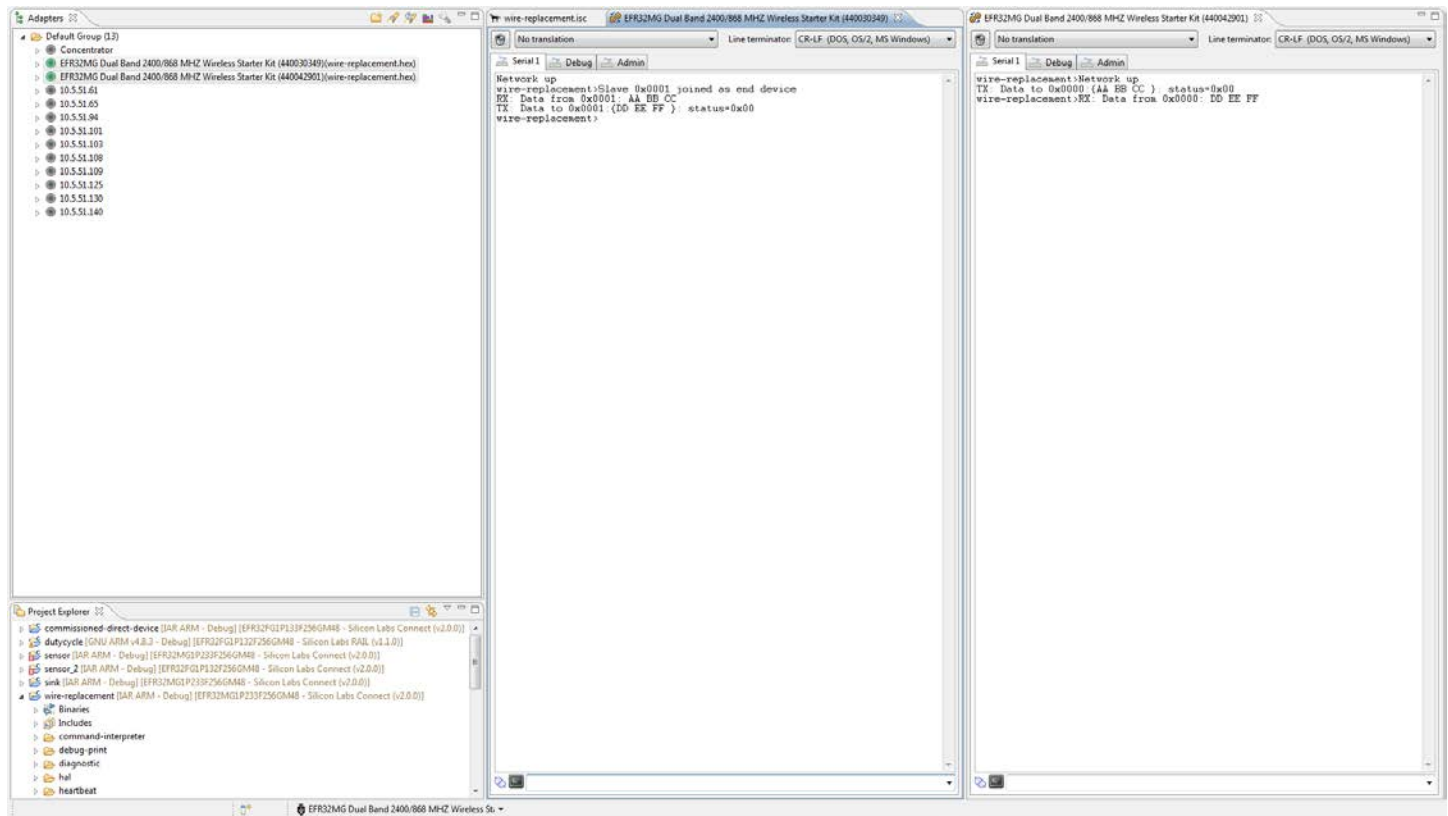 Adapters
Default Group (13)
Concentrator
EFR32MG Dual Band 2400/868 MHZ Wireless Starter Kit (440030349)(wire-replacement.hex)
EFR32MG Dual Band 2400/868 MHZ Wireless Starter Kit (440042901)(wire-replacement.hex)
10.5.51.61
10.5.51.65
10.5.51.94
10.5.51.101
10.5.51.103
10.5.51.108
10.5.51.109
10.5.51.125
10.5.51.130
10.5.51.140
Project Explorer
commissioned-direct-device [IAR ARM - Debug] [EFR32FG1P133F256GM48 - Silicon Labs Connect (v2.0.0)]
dutycycle [GNU ARM v4.8.3 - Debug] [EFR32FG1P132F256GM48 - Silicon Labs RAIL (v1.1.0)]
sensor [IAR ARM - Debug] [EFR32MG1P233F256GM48 - Silicon Labs Connect (v2.0.0)]
sensor_2 [IAR ARM - Debug] [EFR32FG1P132F256GM48 - Silicon Labs Connect (v2.0.0)]
sink [IAR ARM - Debug] [EFR32MG1P233F256GM48 - Silicon Labs Connect (v2.0.0)]
wire-replacement [IAR ARM - Debug] [EFR32MG1P233F256GM48 - Silicon Labs Connect (v2.0.0)]
Binaries
Includes
command-interpreter
debug-print
diagnostic
hal
heartbeat
wire-replacement.isc EFR32MG Dual Band 2400/868 MHZ Wireless Starter Kit (440030349)
No translation Line terminator: CR-LF (DOS, OS/2, MS Windows)
Serial 1 Debug Admin
Network up
wire-replacement>Slave 0x0001 joined as end device
RX: Data from 0x0001: AA BB CC
TX: Data to 0x0001:{DD EE FF }: status=0x00
wire-replacement>
EFR32MG Dual Band 2400/868 MHZ Wireless Starter Kit (440042901)
No translation Line terminator: CR-LF (DOS, OS/2, MS Windows)
Serial 1 Debug Admin
wire-replacement>Network up
TX: Data to 0x0000:{AA BB CC }: status=0x00
wire-replacement>RX: Data from 0x0000: DD EE FF
EFR32MG Dual Band 2400/868 MHZ Wireless St